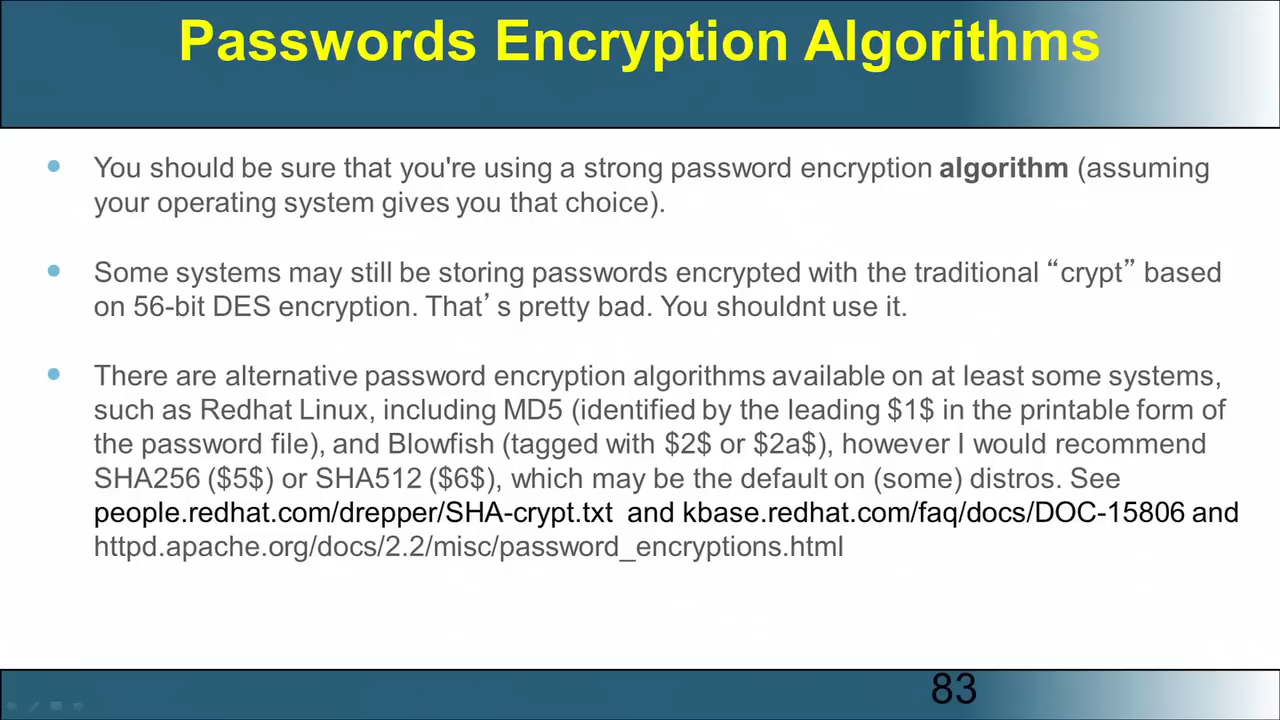 Passwords Encryption Algorithms
You should be sure that you're using a strong password encryption algorithm (assuming
your operating system gives you that choice).
Some systems may still be storing passwords encrypted with the traditional “crypt” based
on 56-bit DES encryption. That’s pretty bad. You shouldnt use it.
There are alternative password encryption algorithms available on at least some systems,
such as Redhat Linux, including MD5 (identified by the leading $1$ in the printable form of
the password file), and Blowfish (tagged with $2$ or $2a$), however I would recommend
SHA256 ($5$) or SHA512 ($6$), which may be the default on (some) distros. See
people.redhat.com/drepper/SHA-crypt.txt and kbase.redhat.com/faq/docs/DOC-15806 and
httpd.apache.org/docs/2.2/misc/password_encryptions.html
83